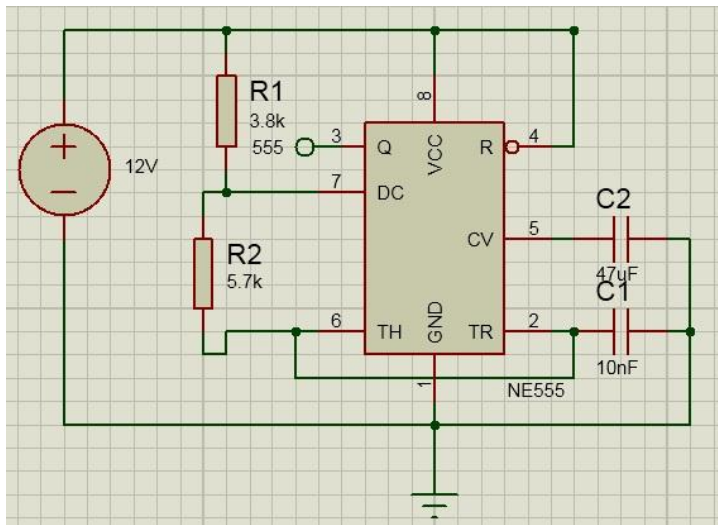 R1
3.8k
555
12V
3
Q
8
VCC
R
4
7
DC
R2
5.7k
CV
5
C2
47uF
C1
10nF
6
TH
GND
TR
2
1
NE555